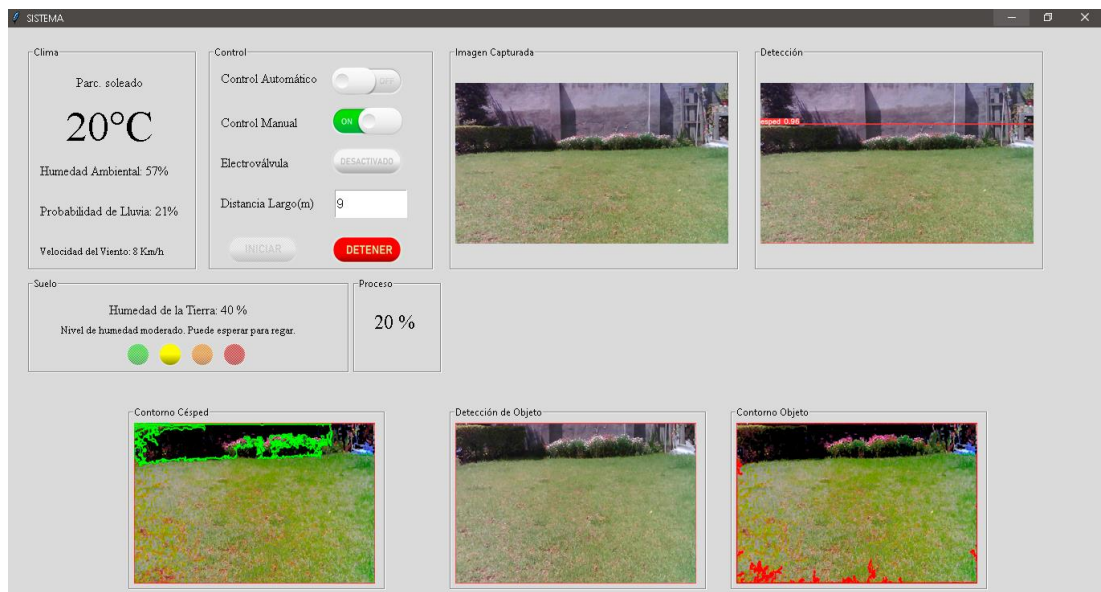 SISTEMA
Clima
Parc. soleado
20°C
Humedad Ambiental: 57%
Probabilidad de Lluvia: 21%
Velocidad del Viento: 8 Km/h
Control
Control Automático
OFF
Control Manual
ON
Electroválvula
DESACTIVADO
Distancia Largo(m)
9
INICIAR
DETENER
Imagen Capturada
Detección
esped 0.96
Suelo
Humedad de la Tierra: 40 %
Nivel de humedad moderado. Puede esperar para regar.
Proceso
20 %
Contorno Césped
Detección de Objeto
Contorno Objeto